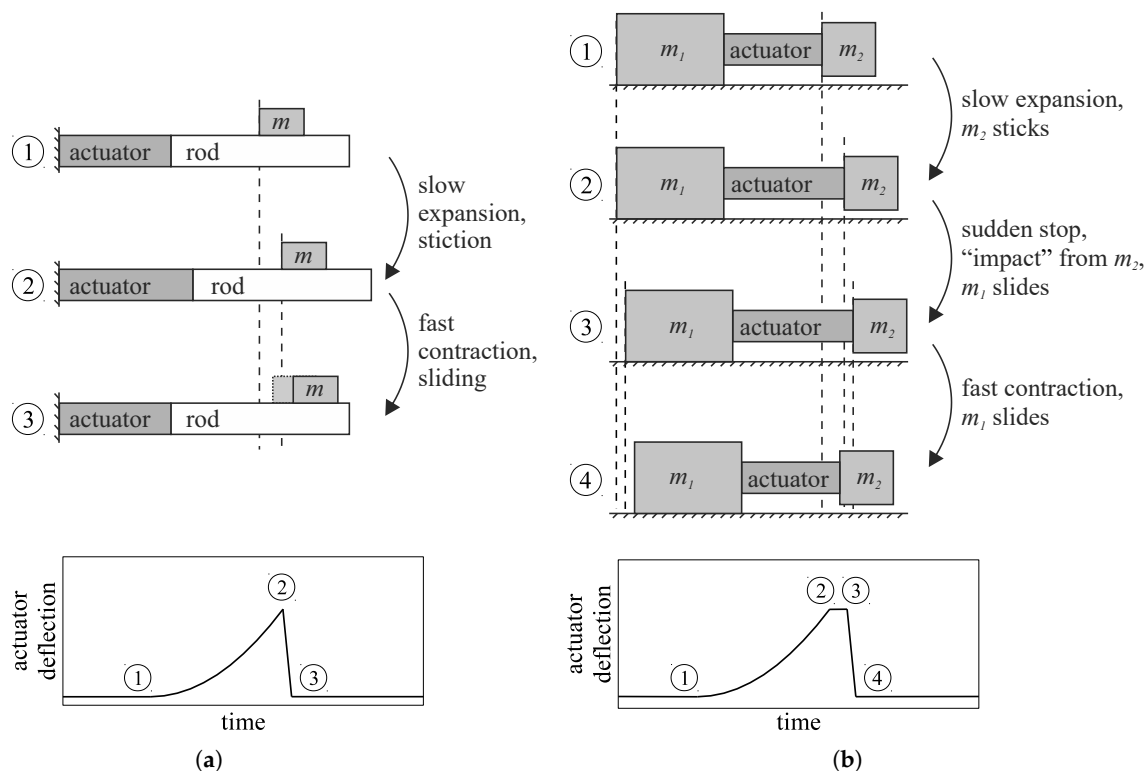 ①
actuator
rod
m
slow
expansion,
stiction
②
actuator
rod
m
fast
contraction,
sliding
③
actuator
rod
m
actuator
deflection
①
②
③
time
(a)
①
m₁
actuator
m₂
slow expansion,
m₂ sticks
②
m₁
actuator
m₂
sudden stop,
“impact” from m₂,
m₁ slides
③
m₁
actuator
m₂
fast contraction,
m₁ slides
④
m₁
actuator
m₂
actuator
deflection
①
②
③
④
time
(b)